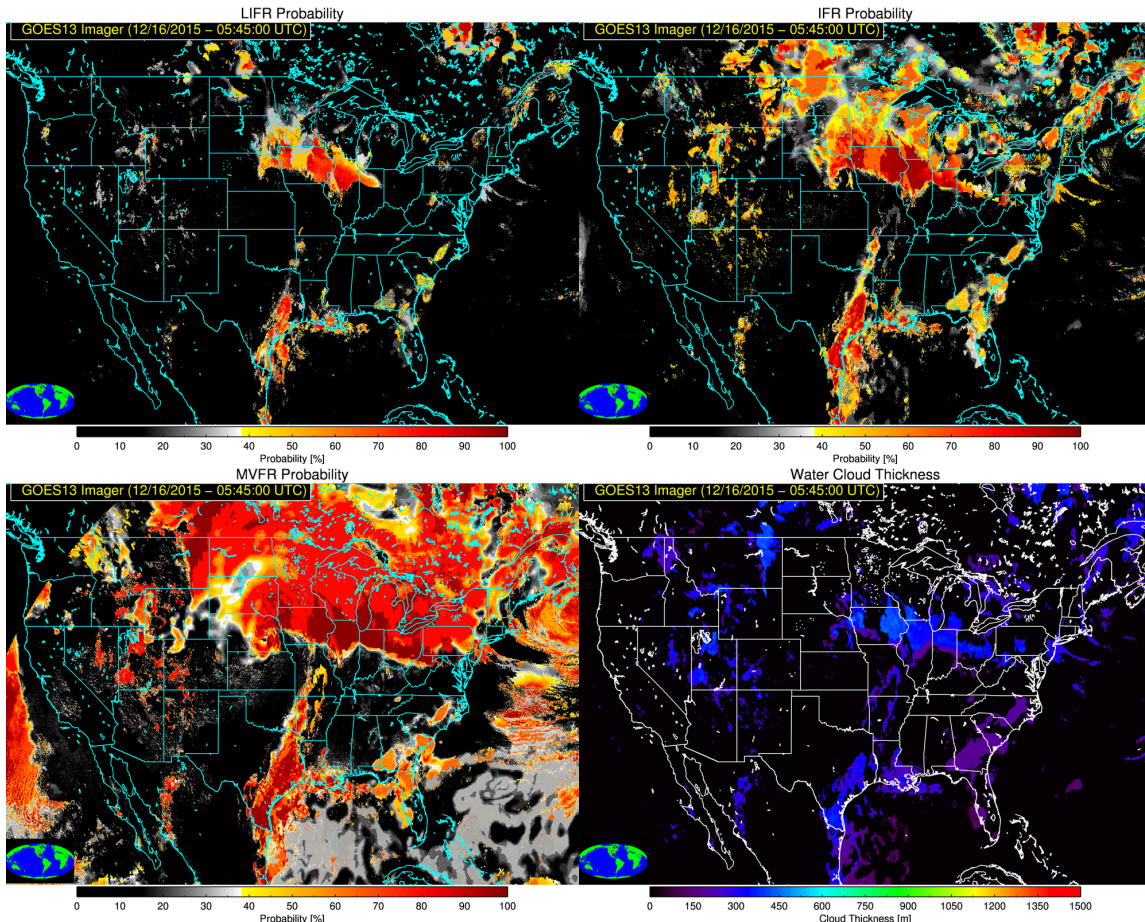 LIFR Probability
GOES13 Imager (12/16/2015 − 05:45:00 UTC)
0 10 20 30 40 50 60 70 80 90 100
Probability [%]
IFR Probability
GOES13 Imager (12/16/2015 − 05:45:00 UTC)
0 10 20 30 40 50 60 70 80 90 100
Probability [%]
MVFR Probability
GOES13 Imager (12/16/2015 − 05:45:00 UTC)
0 10 20 30 40 50 60 70 80 90 100
Probability [%]
Water Cloud Thickness
GOES13 Imager (12/16/2015 − 05:45:00 UTC)
0 150 300 450 600 750 900 1050 1200 1350 1500
Cloud Thickness [m]